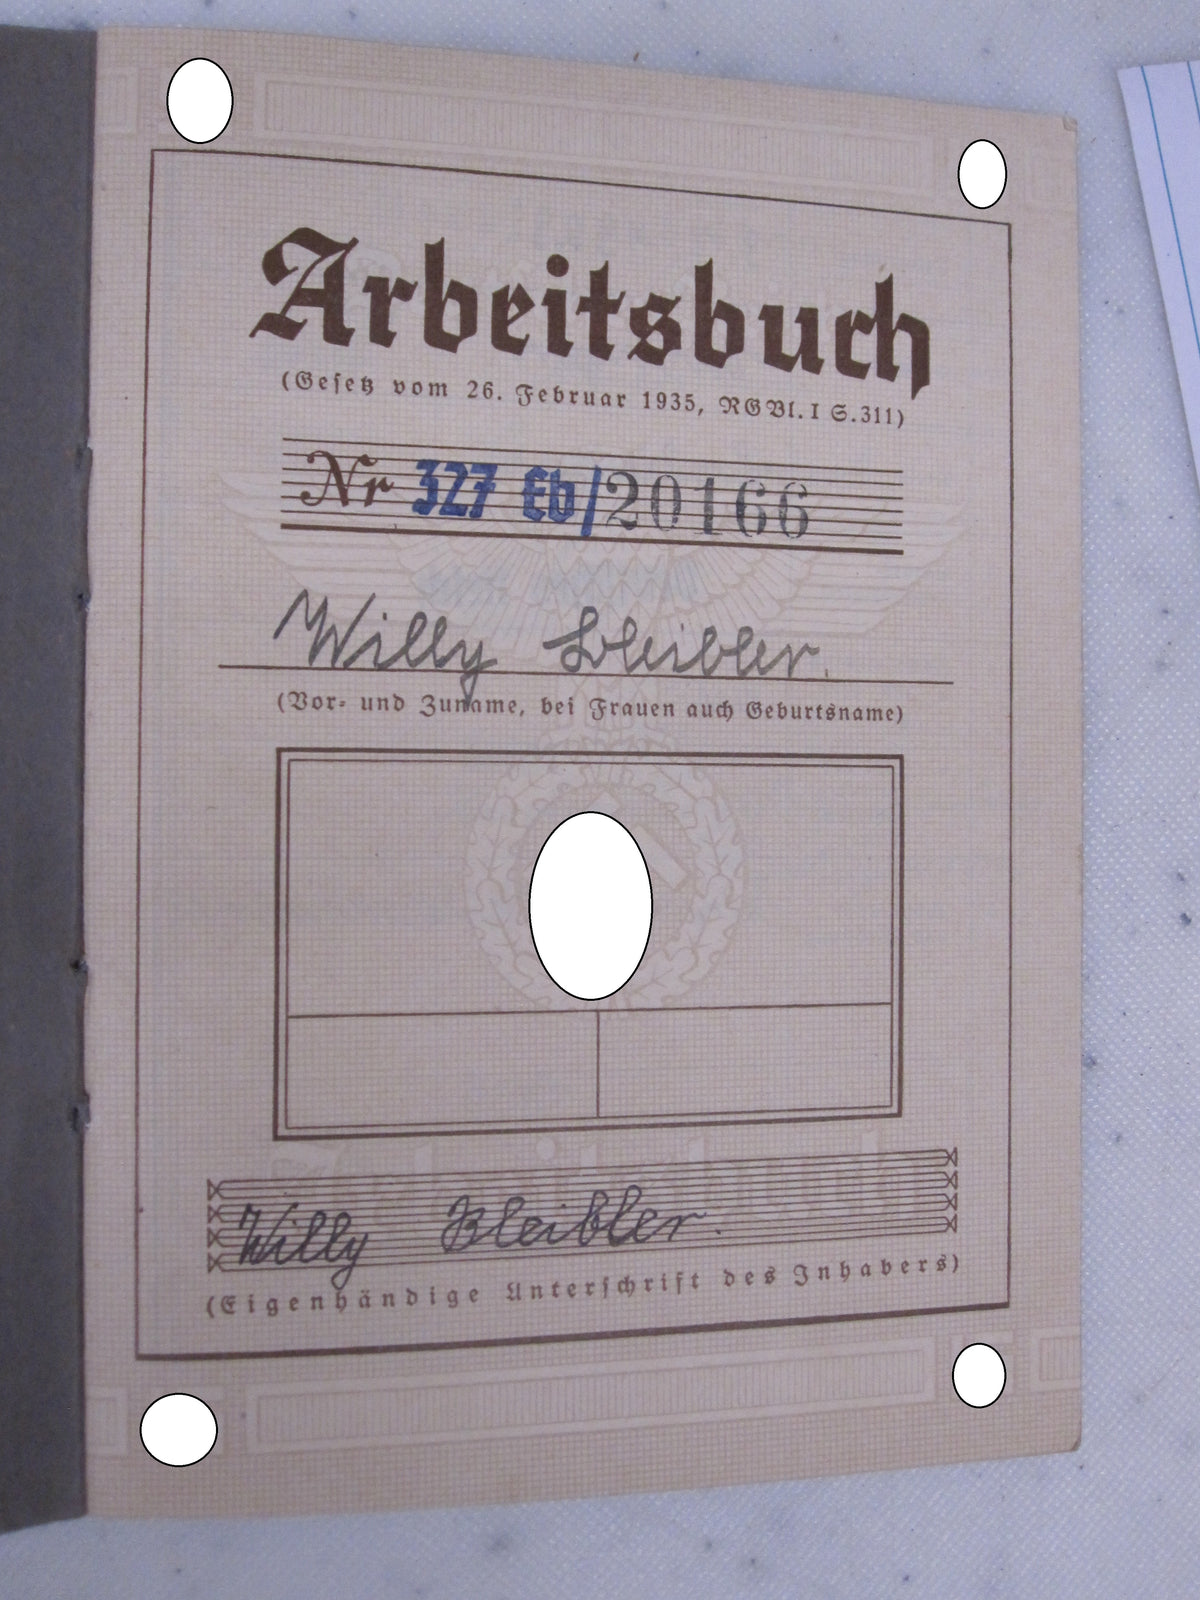 Arbeitsbuch
(Gesetz vom 26. Februar 1935, RGBl. I S. 311)
Nr 327 Eb/20166
Willy Bleibler.
(Vor- und Zuname, bei Frauen auch Geburtsname)
Willy Bleibler.
(Eigenhändige Unterschrift des Inhabers)